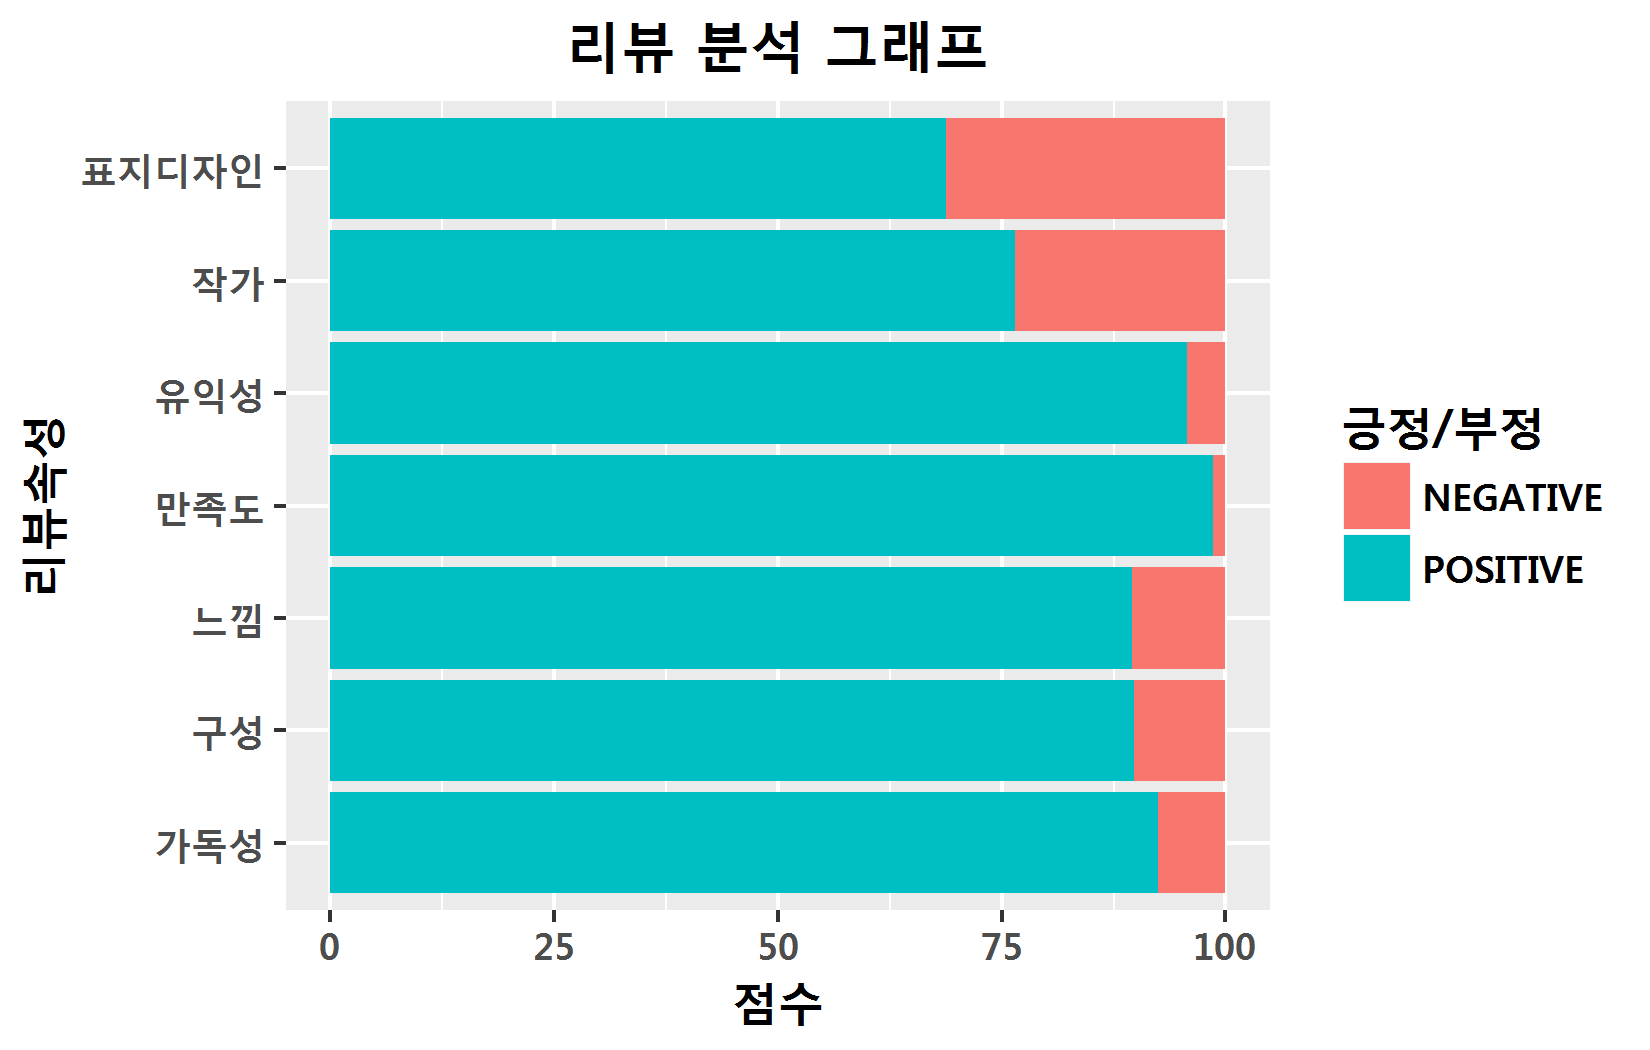 리뷰 분석 그래프
리뷰속성
표지디자인
작가
유익성
만족도
느낌
구성
가독성
0 25 50 75 100
점수
긍정/부정
NEGATIVE
POSITIVE